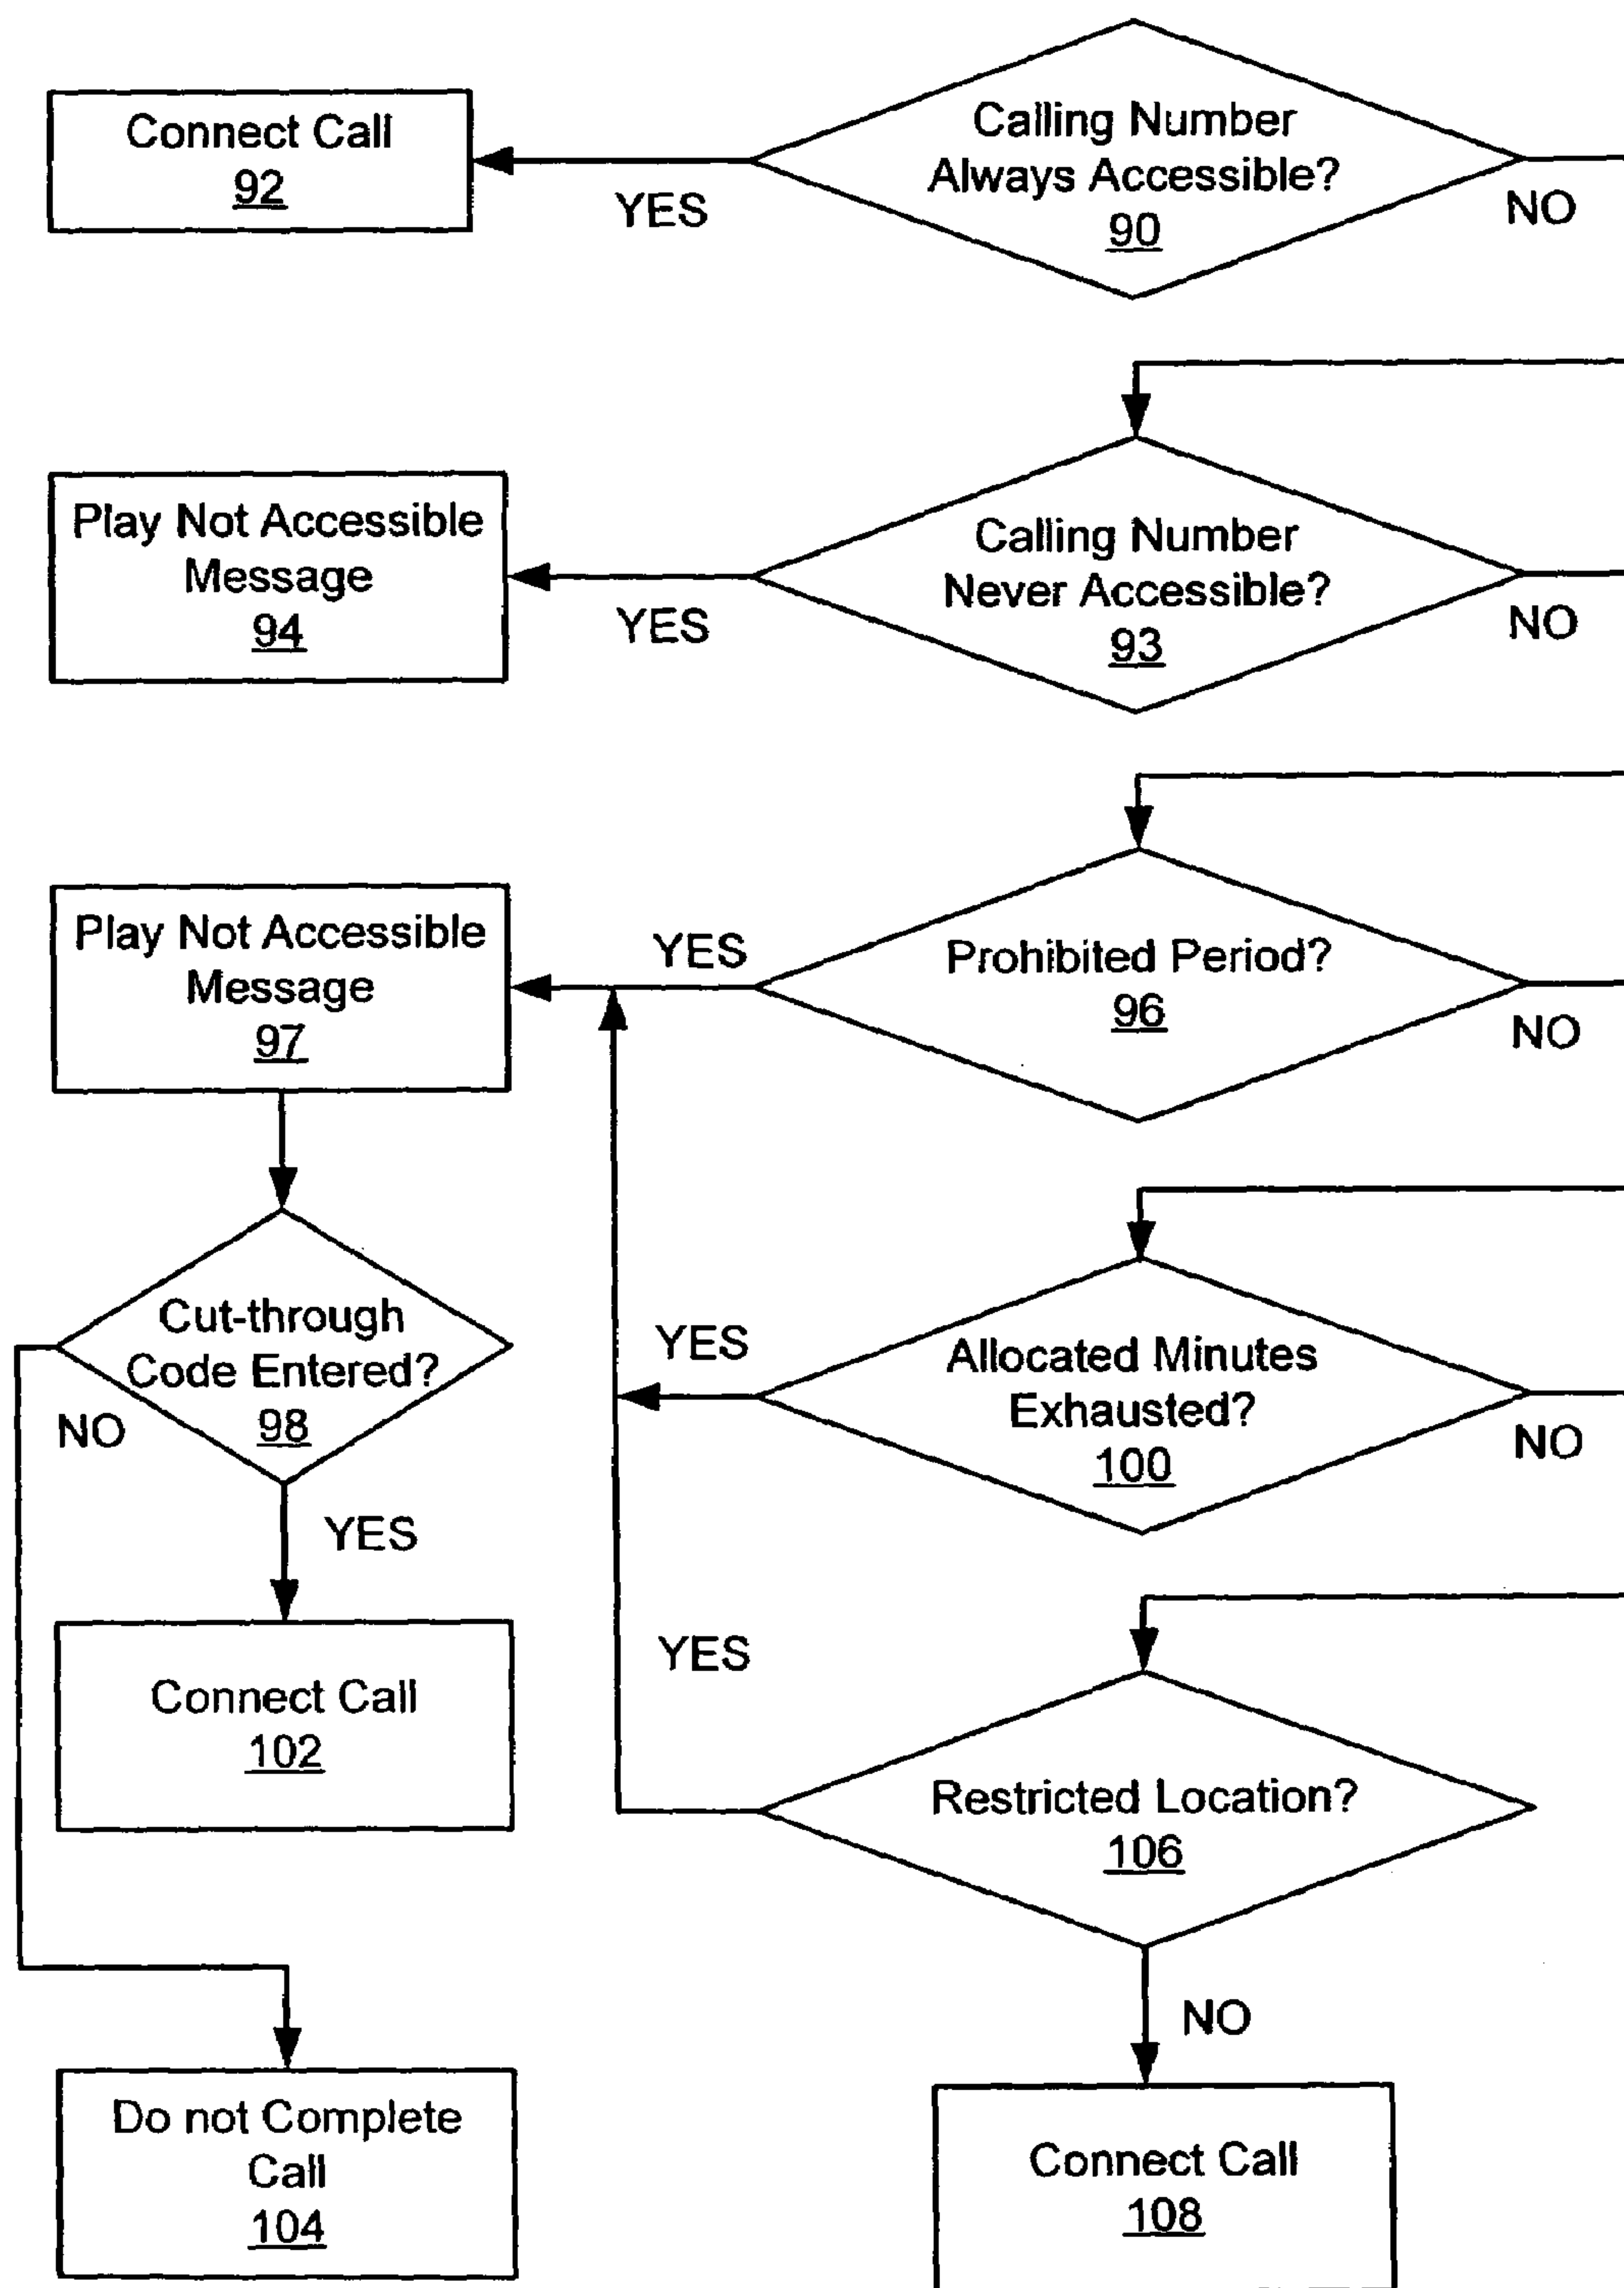 Calling Number
Always Accessible?
90
YES
NO
Connect Call
92
Calling Number
Never Accessible?
93
YES
NO
Play Not Accessible
Message
94
Prohibited Period?
96
YES
NO
Play Not Accessible
Message
97
Cut-through
Code Entered?
98
NO
YES
Allocated Minutes
Exhausted?
100
YES
NO
Connect Call
102
Restricted Location?
106
YES
NO
Do not Complete
Call
104
Connect Call
108